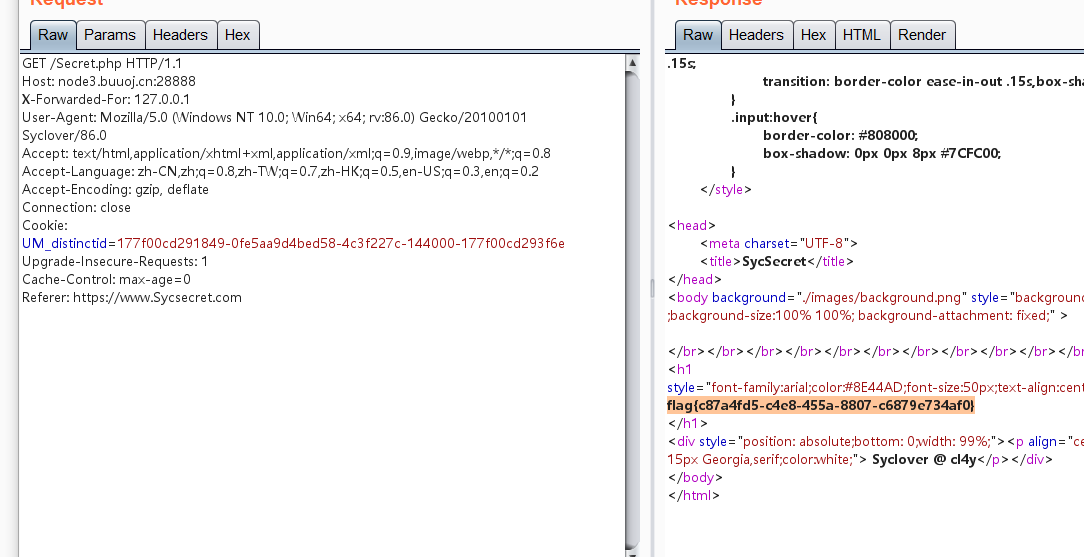 Request
Raw Params Headers Hex
GET /Secret.php HTTP/1.1
Host: node3.buuoj.cn:28888
X-Forwarded-For: 127.0.0.1
User-Agent: Mozilla/5.0 (Windows NT 10.0; Win64; x64; rv:86.0) Gecko/20100101
Syclover/86.0
Accept: text/html,application/xhtml+xml,application/xml;q=0.9,image/webp,*/*;q=0.8
Accept-Language: zh-CN,zh;q=0.8,zh-TW;q=0.7,zh-HK;q=0.5,en-US;q=0.3,en;q=0.2
Accept-Encoding: gzip, deflate
Connection: close
Cookie:
UM_distinctid=177f00cd291849-0fe5aa9d4bed58-4c3f227c-144000-177f00cd293f6e
Upgrade-Insecure-Requests: 1
Cache-Control: max-age=0
Referer: https://www.Sycsecret.com
Response
Raw Headers Hex HTML Render
.15s;
transition: border-color ease-in-out .15s,box-sha
}
.input:hover{
border-color: #808000;
box-shadow: 0px 0px 8px #7CFC00;
}
</style>
<head>
<meta charset="UTF-8">
<title>SycSecret</title>
</head>
<body background="./images/background.png" style="background
;background-size:100% 100%; background-attachment: fixed;" >
</br></br></br></br></br></br></br></br></br></br></br
<h1
style="font-family:arial;color:#8E44AD;font-size:50px;text-align:cent
flag{c87a4fd5-c4e8-455a-8807-c6879e734af0}
</h1>
<div style="position: absolute;bottom: 0;width: 99%;"><p align="ce
15px Georgia,serif;color:white;"> Syclover @ cl4y</p></div>
</body>
</html>